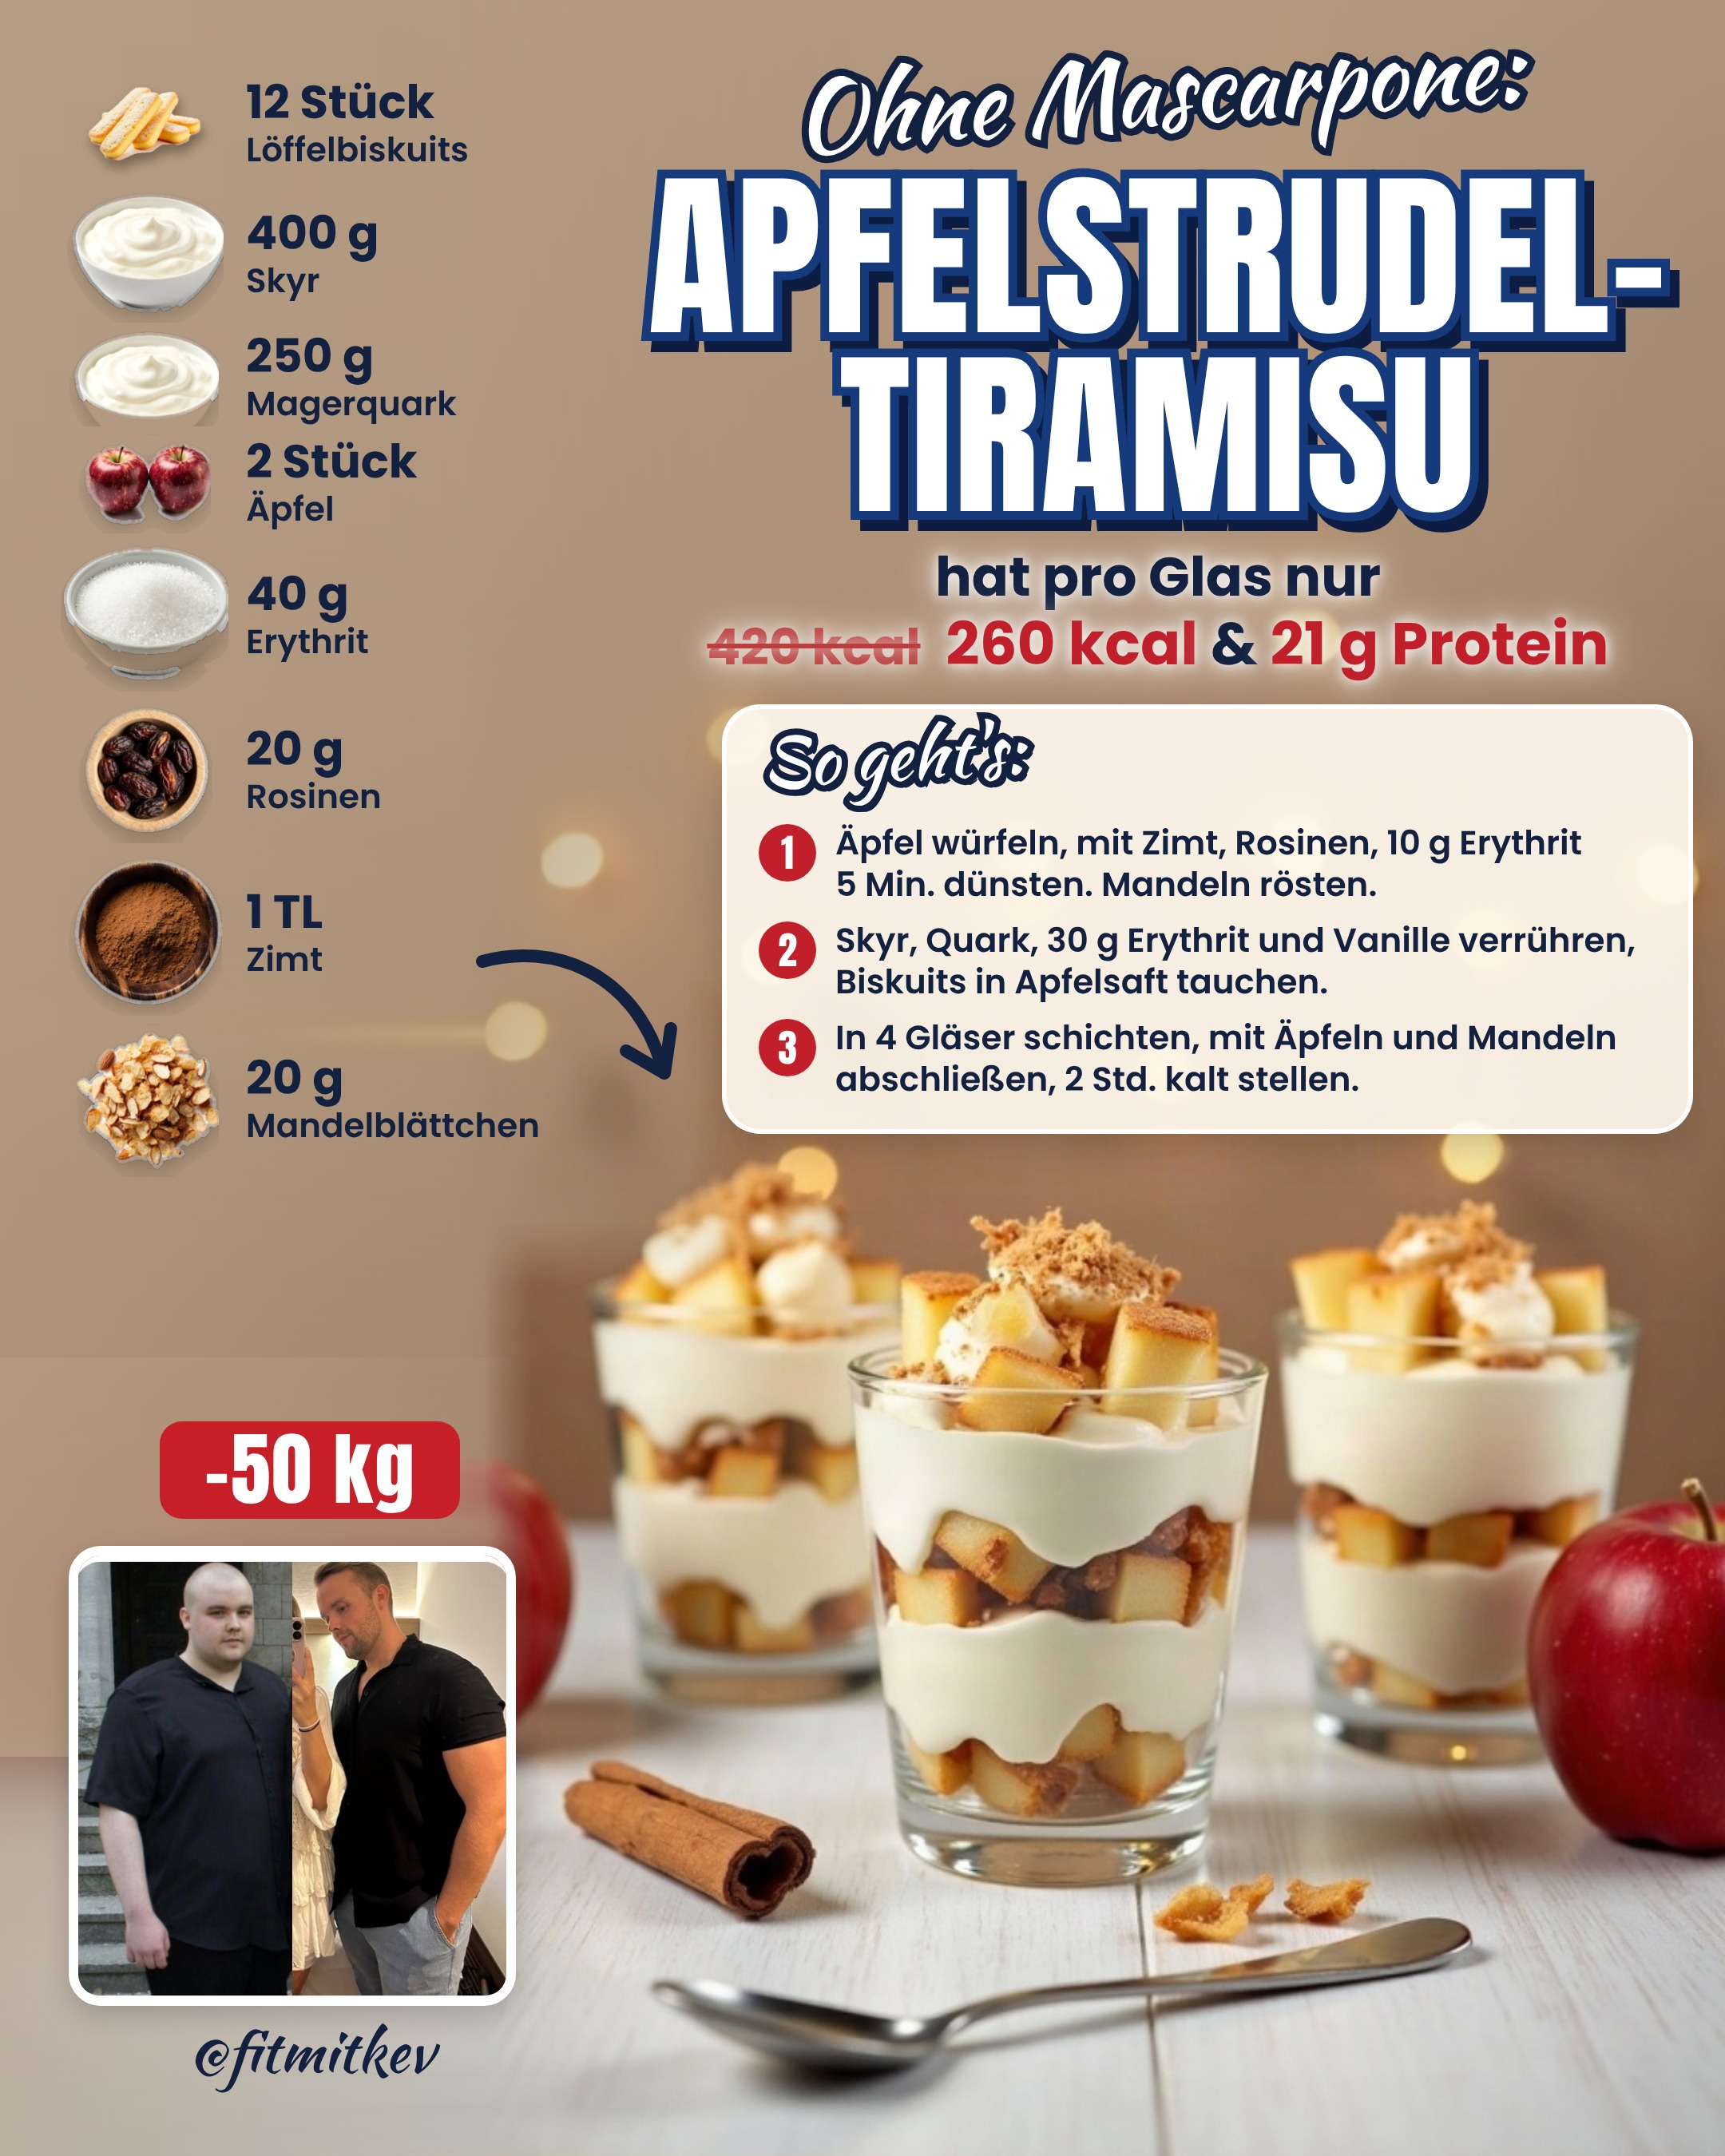 Ohne Mascarpone:
APFELSTRUDEL-
TIRAMISU
hat pro Glas nur
420 kcal 260 kcal & 21 g Protein
12 Stück
Löffelbiskuits
400 g
Skyr
250 g
Magerquark
2 Stück
Äpfel
40 g
Erythrit
20 g
Rosinen
1 TL
Zimt
20 g
Mandelblättchen
So geht's:
1 Äpfel würfeln, mit Zimt, Rosinen, 10 g Erythrit
5 Min. dünsten. Mandeln rösten.
2 Skyr, Quark, 30 g Erythrit und Vanille verrühren,
Biskuits in Apfelsaft tauchen.
3 In 4 Gläser schichten, mit Äpfeln und Mandeln
abschließen, 2 Std. kalt stellen.
-50 kg
@fitmitkev